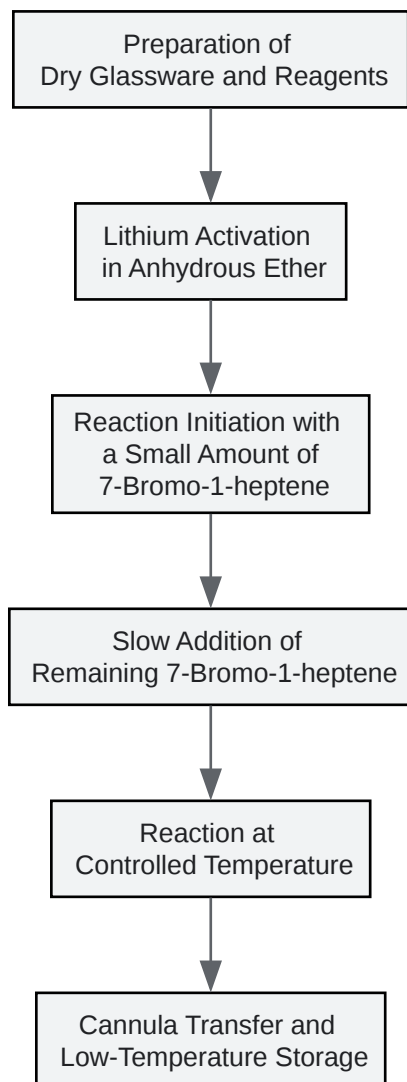 Preparation of
Dry Glassware and Reagents
Lithium Activation
in Anhydrous Ether
Reaction Initiation with
a Small Amount of
7-Bromo-1-heptene
Slow Addition of
Remaining 7-Bromo-1-heptene
Reaction at
Controlled Temperature
Cannula Transfer and
Low-Temperature Storage